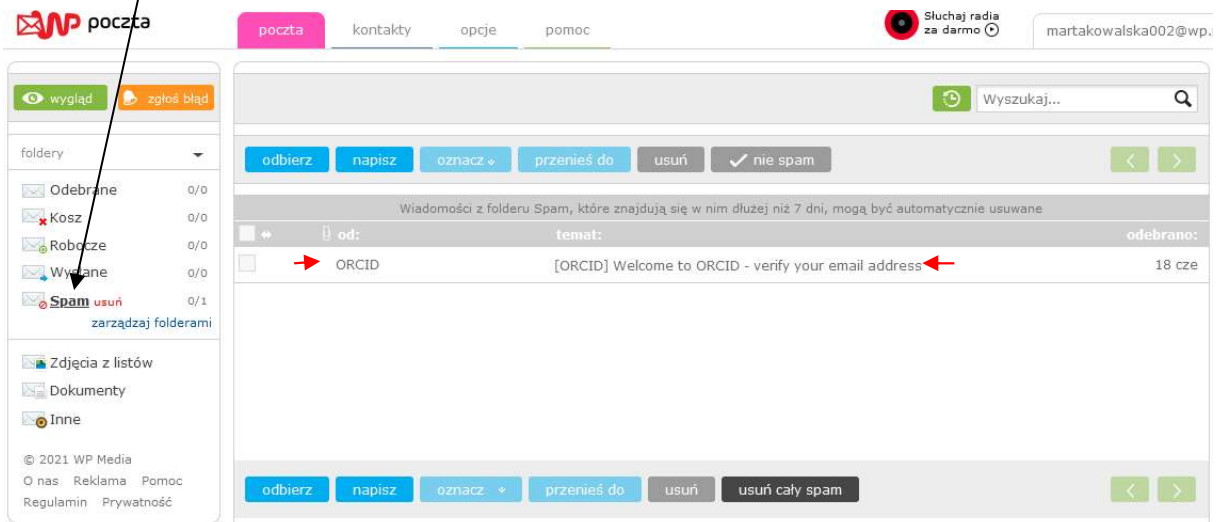 WP poczta
poczta kontakty opcje pomoc
Słuchaj radia
za darmo
martakowalska002@wp.
wygląd zgłoś błąd
Wyszukaj...
foldery
odbierz napisz oznacz przenieś do usuń nie spam
Odebrane 0/0
Kosz 0/0
Robocze 0/0
Wysłane 0/0
Spam usuń 0/1
zarządzaj folderami
Zdjęcia z listów
Dokumenty
Inne
© 2021 WP Media
O nas Reklama Pomoc
Regulamin Prywatność
Wiadomości z folderu Spam, które znajdują się w nim dłużej niż 7 dni, mogą być automatycznie usuwane
od: temat: odebrano:
ORCID [ORCID] Welcome to ORCID - verify your email address 18 cze
odbierz napisz oznacz przenieś do usuń usuń cały spam